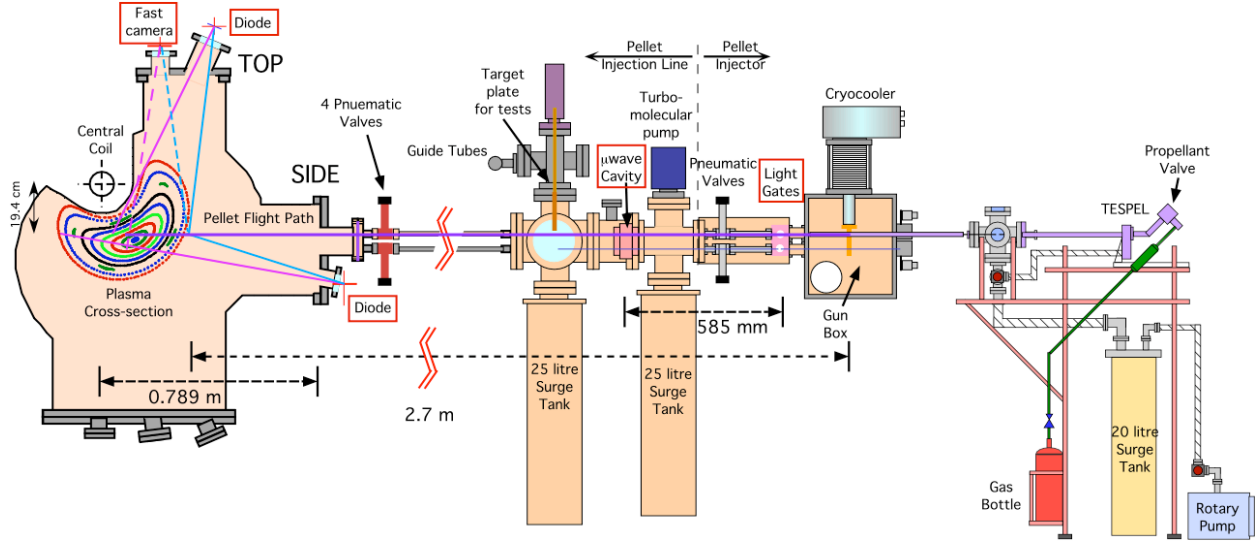 Fast
camera
Diode
TOP
Central
Coil
19.4 cm
SIDE
Pellet Flight Path
Plasma
Cross-section
Diode
0.789 m
2.7 m
4 Pnuematic
Valves
Guide Tubes
Target
plate
for tests
Pellet
Injection Line
Pellet
Injector
Turbo-
molecular
pump
μwave
Cavity
Pneumatic
Valves
Light
Gates
Cryocooler
585 mm
Gun
Box
25 litre
Surge
Tank
25 litre
Surge
Tank
Propellant
Valve
TESPEL
Gas
Bottle
20 litre
Surge
Tank
Rotary
Pump